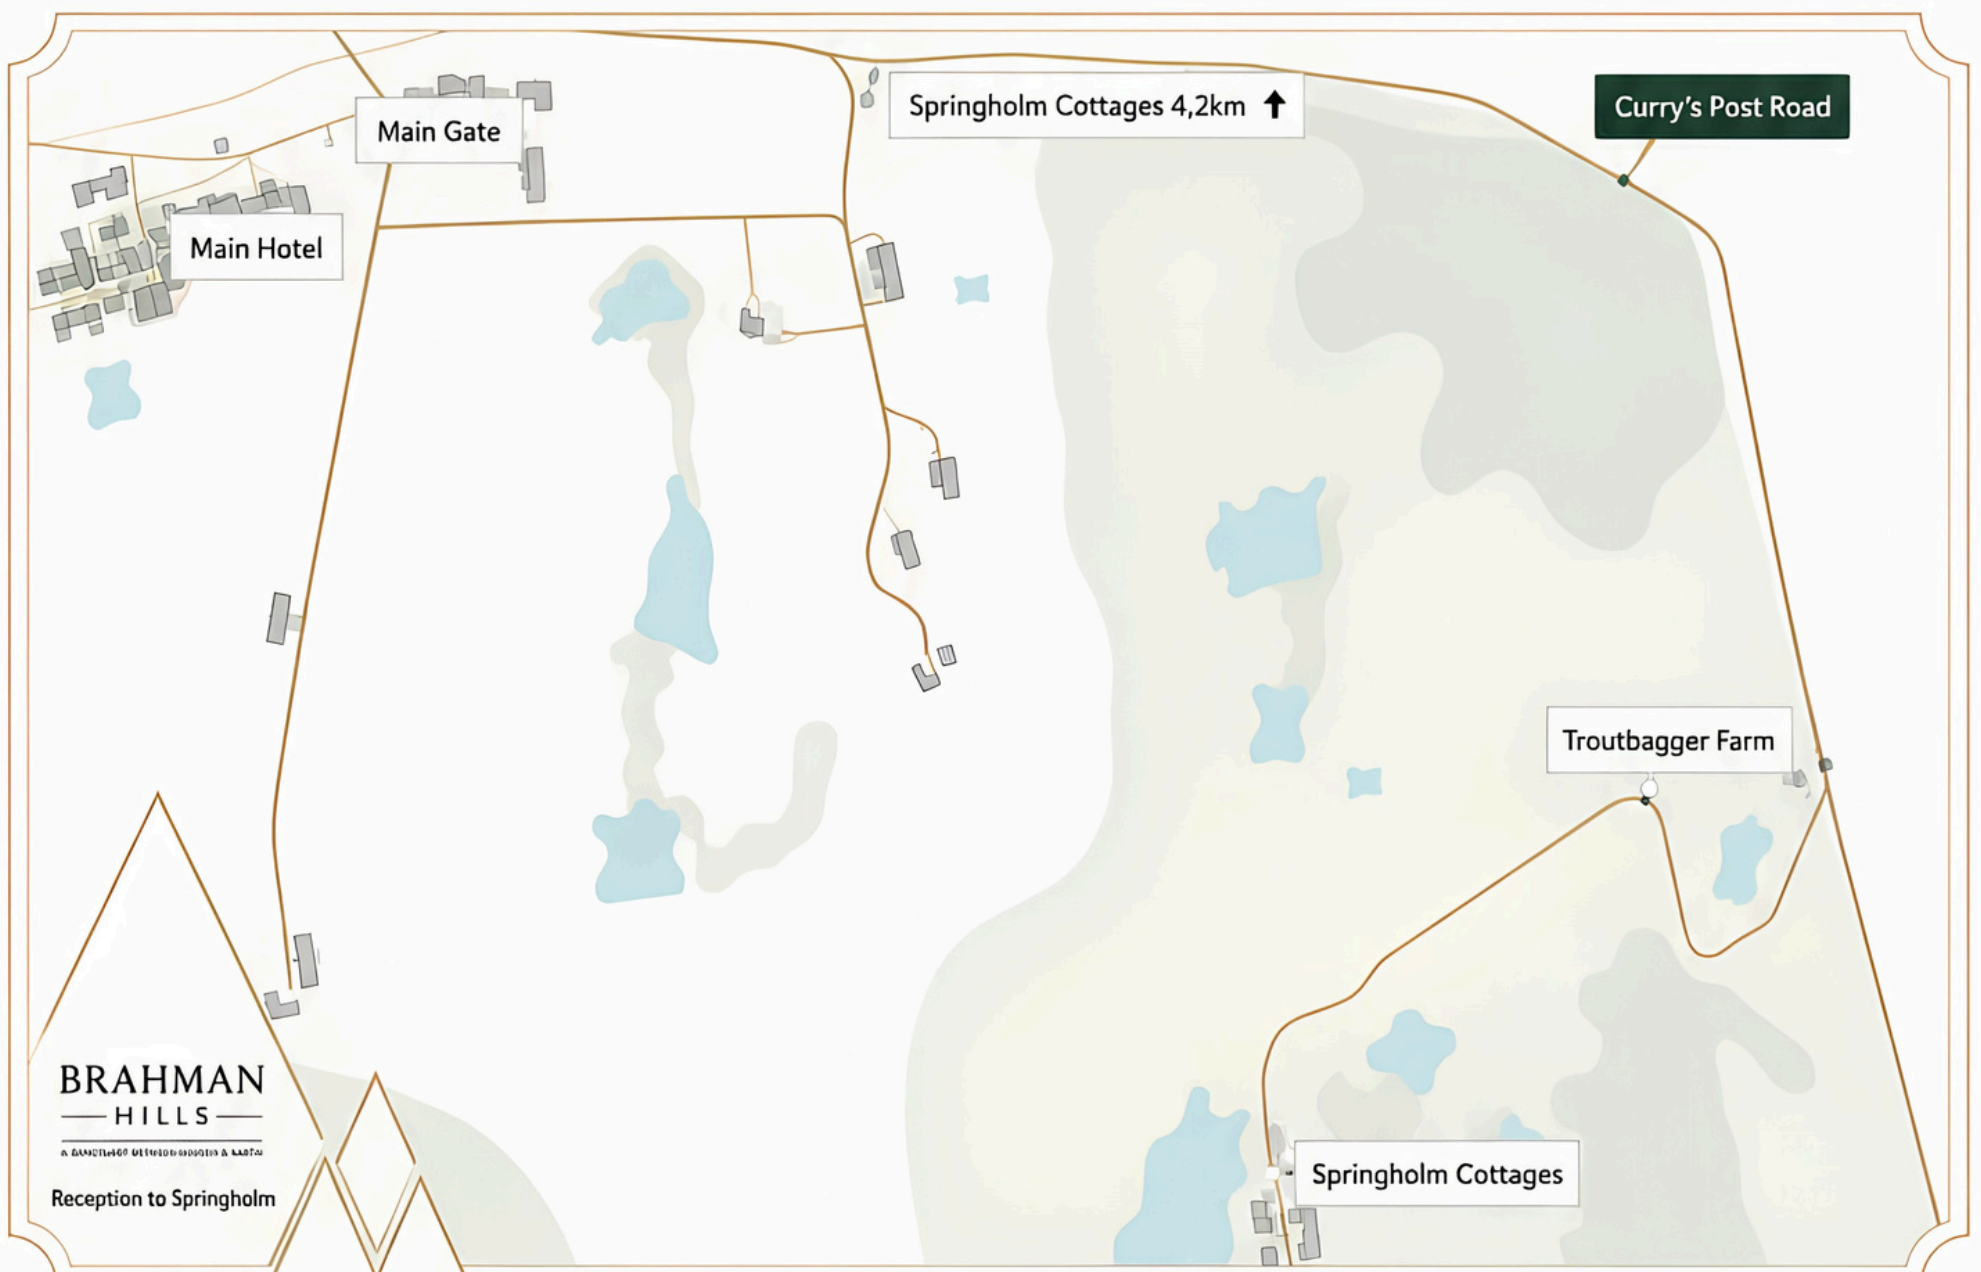 Springholm Cottages 4,2km ↑
Curry's Post Road
Main Gate
Main Hotel
Troutbagger Farm
BRAHMAN
HILLS
Reception to Springholm
Springholm Cottages